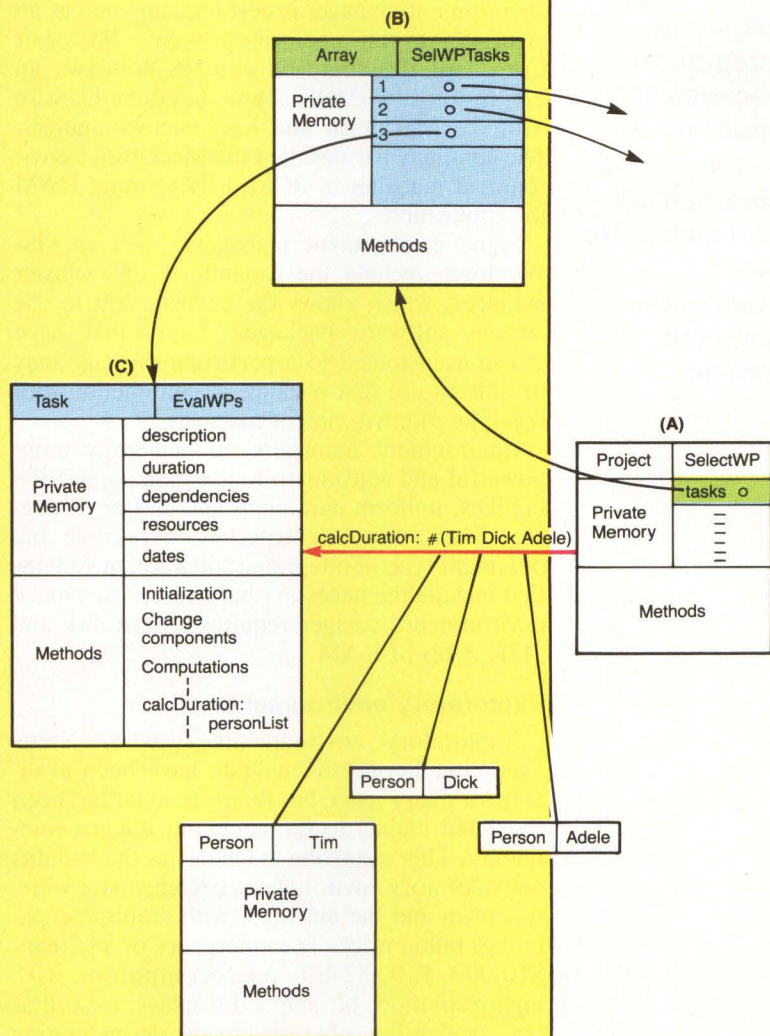 (B)
Array SelWPTasks
Private Memory
1
2
3
Methods
(C)
Task EvalWPs
Private Memory
description
duration
dependencies
resources
dates
Methods
Initialization
Change components
Computations
calcDuration:
personList
(A)
Project SelectWP
Private Memory
tasks
Methods
calcDuration: #(Tim Dick Adele)
Person Dick
Person Adele
Person Tim
Private Memory
Methods